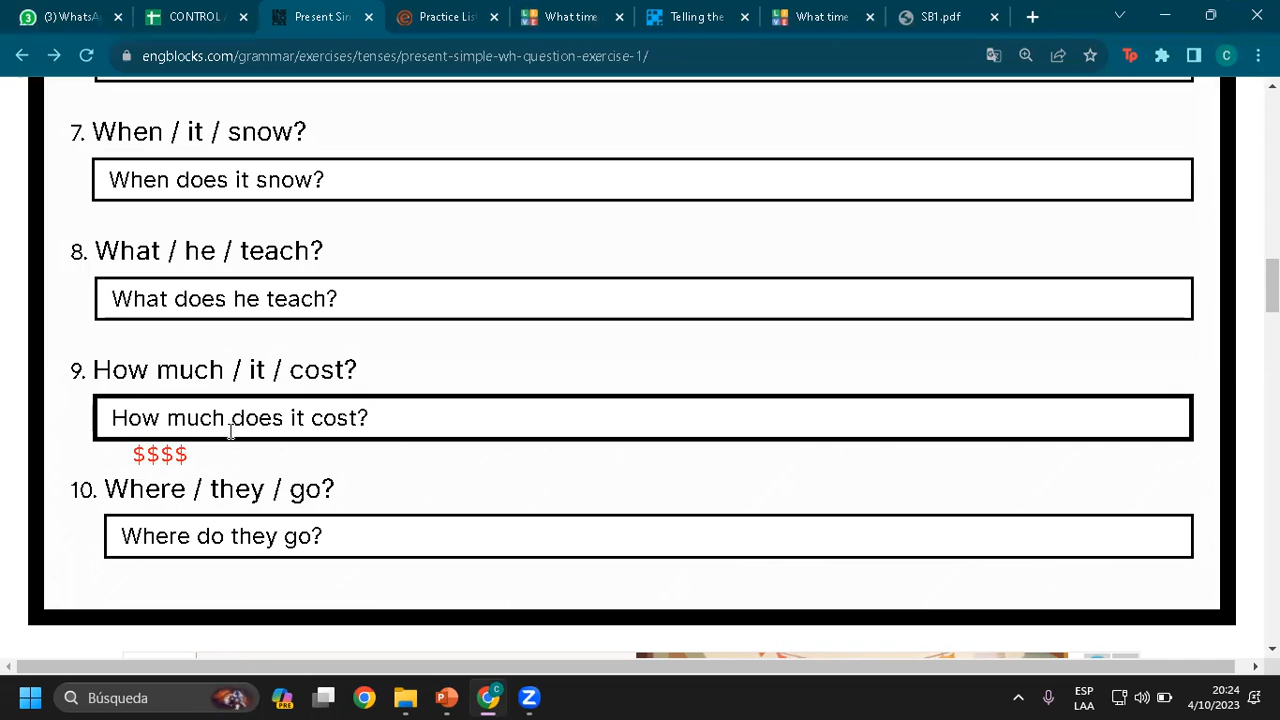 (3) WhatsA
CONTROL /
Present Sin
Practice Lis
What time
Telling the
What time
SB1.pdf
engblocks.com/grammar/exercises/tenses/present-simple-wh-question-exercise-1/
Tp
C
7. When / it / snow?
When does it snow?
8. What / he / teach?
What does he teach?
9. How much / it / cost?
How much does it cost?
$$$$
10. Where / they / go?
Where do they go?
Búsqueda
PRE
ESP
LAA
20:24
4/10/2023